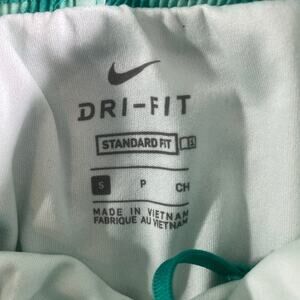 DRI-FIT
STANDARD FIT
S P CH
MADE IN VIETNAM
FABRIQUE AU VIETNAM